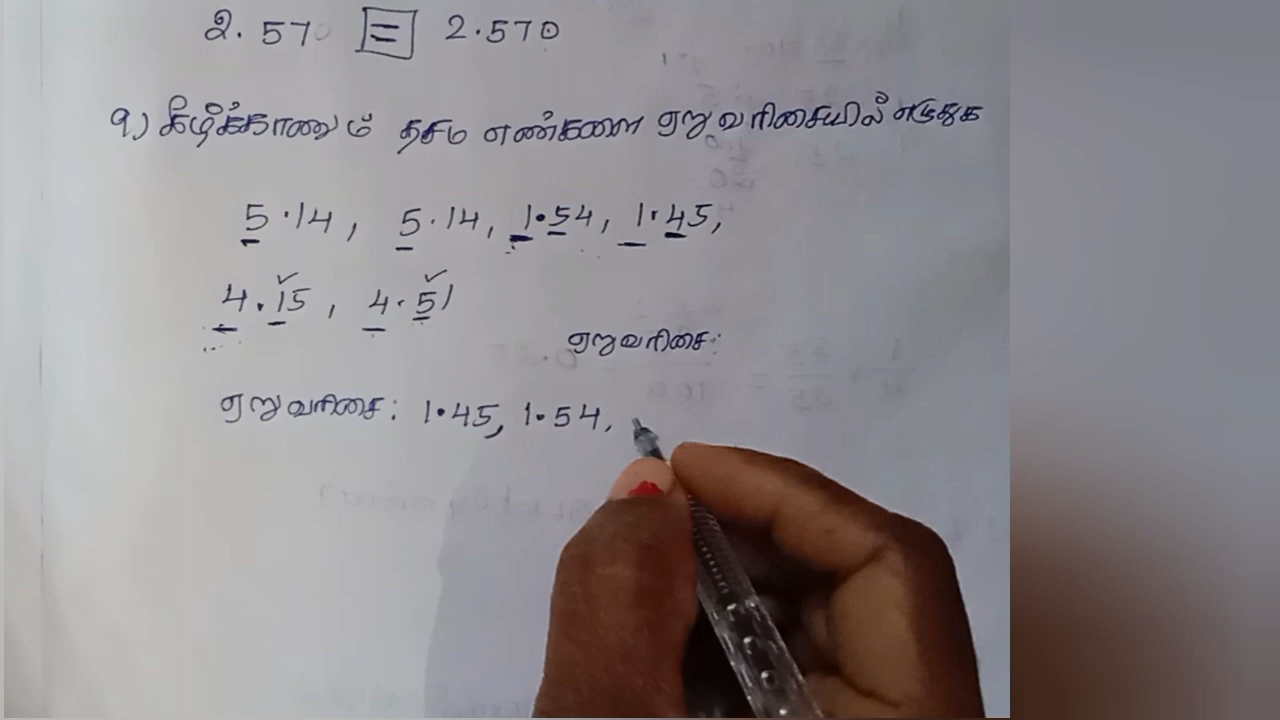 2.570 = 2.570
9) கீழ்க்காணும் தசம எண்களை ஏறுவரிசையில் எழுதுக
5.14, 5.14, 1.54, 1.45,
4.15, 4.51
ஏறுவரிசை:
ஏறுவரிசை: 1.45, 1.54,